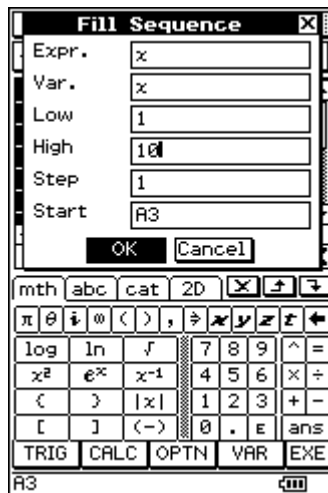 Fill Sequence X
Expr. x
Var. x
Low 1
High 10
Step 1
Start A3
OK Cancel
mth abc cat 2D
π θ i ∞ ( ) , ⇒ x y z t ←
log ln √ 7 8 9 ^ =
x² eˣ x⁻¹ 4 5 6 × ÷
( ) |x| 1 2 3 + −
[ ] (−) 0 . E ans
TRIG CALC OPTN VAR EXE
A3